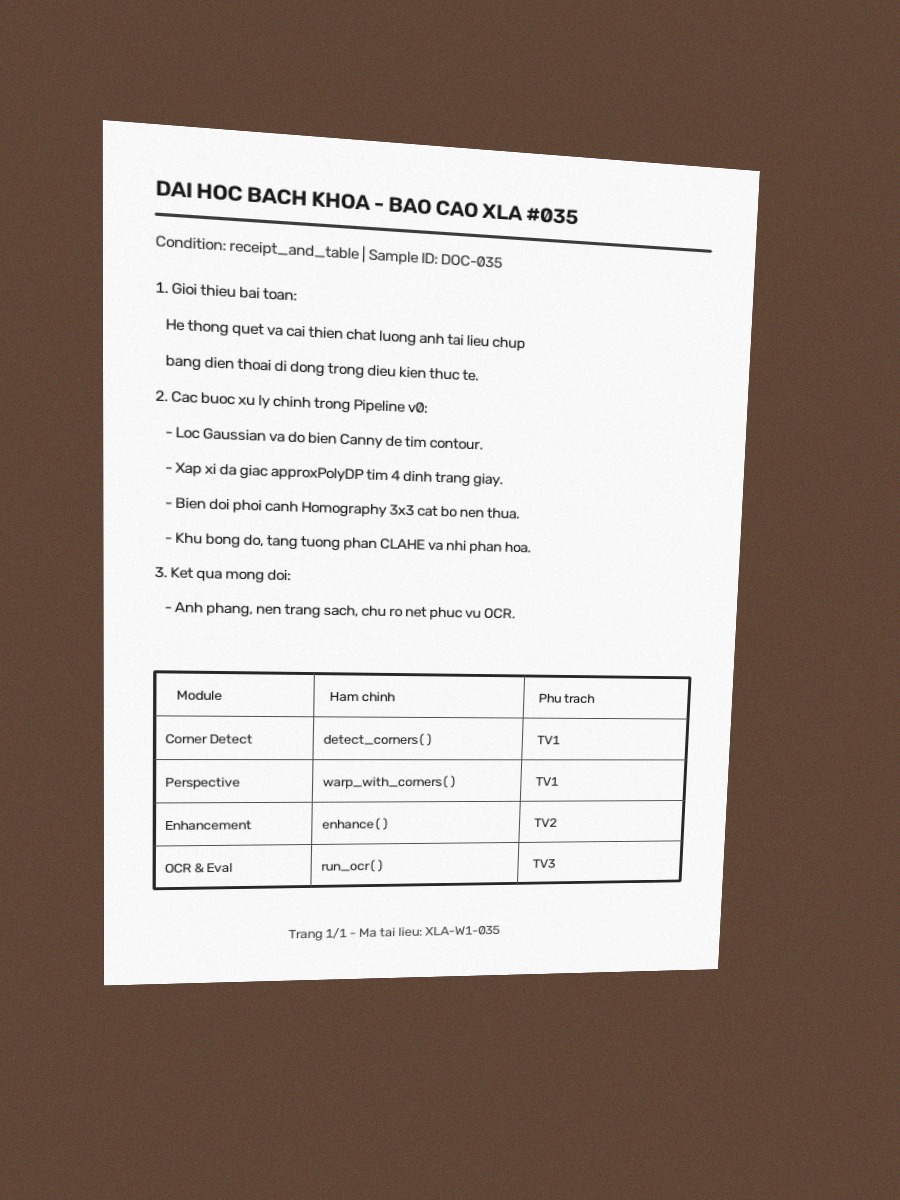 DAI HOC BACH KHOA - BAO CAO XLA #035
Condition: receipt_and_table | Sample ID: DOC-035
1. Gioi thieu bai toan:
He thong quet va cai thien chat luong anh tai lieu chup
bang dien thoai di dong trong dieu kien thuc te.
2. Cac buoc xu ly chinh trong Pipeline v0:
- Loc Gaussian va do bien Canny de tim contour.
- Xap xi da giac approxPolyDP tim 4 dinh trang giay.
- Bien doi phoi canh Homography 3x3 cat bo nen thua.
- Khu bong do, tang tuong phan CLAHE va nhi phan hoa.
3. Ket qua mong doi:
- Anh phang, nen trang sach, chu ro net phuc vu OCR.
Module Ham chinh Phu trach
Corner Detect detect_corners() TV1
Perspective warp_with_corners() TV1
Enhancement enhance() TV2
OCR & Eval run_ocr() TV3
Trang 1/1 - Ma tai lieu: XLA-W1-035